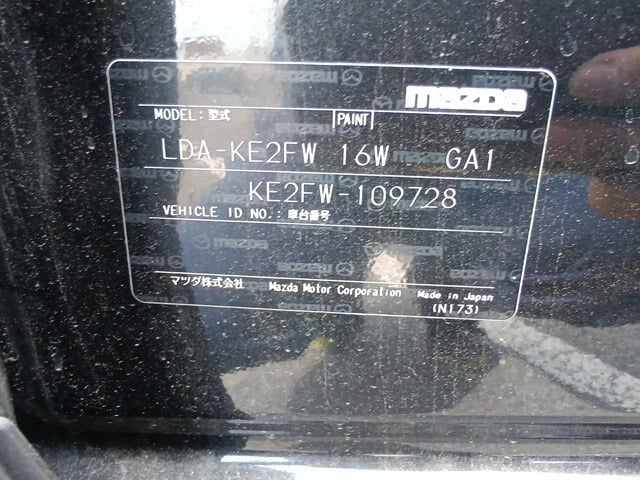 mazda
MODEL: 型式 PAINT
LDA-KE2FW 16W GA1
KE2FW-109728
VEHICLE ID NO.: 車台番号
マツダ株式会社 Mazda Motor Corporation Made in Japan
(N173)